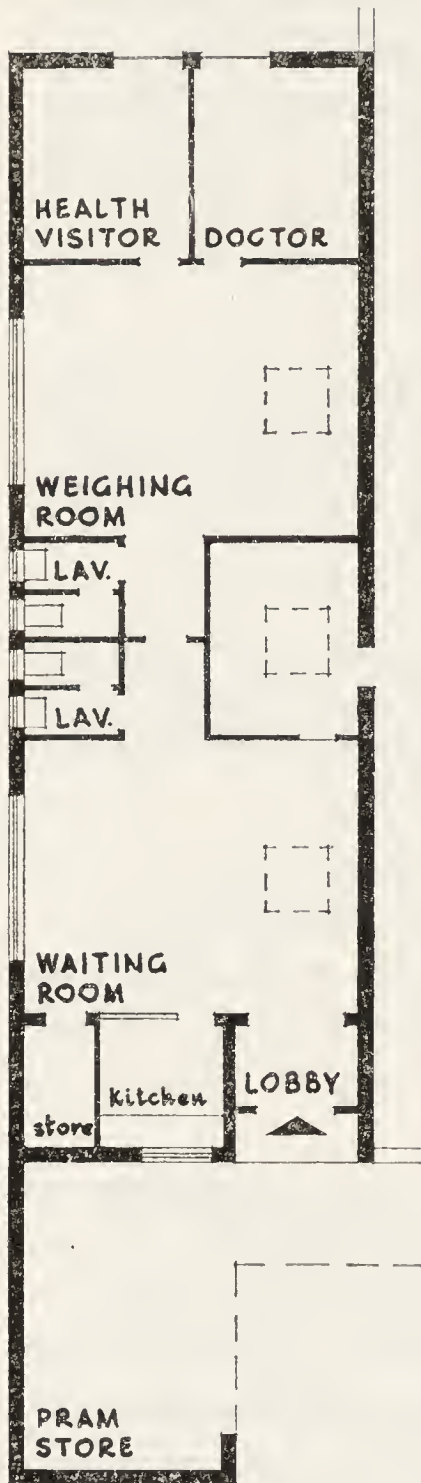 HEALTH
VISITOR
DOCTOR
WEIGHING
ROOM
LAV.
LAV.
WAITING
ROOM
LOBBY
Kitchen
store
PRAM
STORE